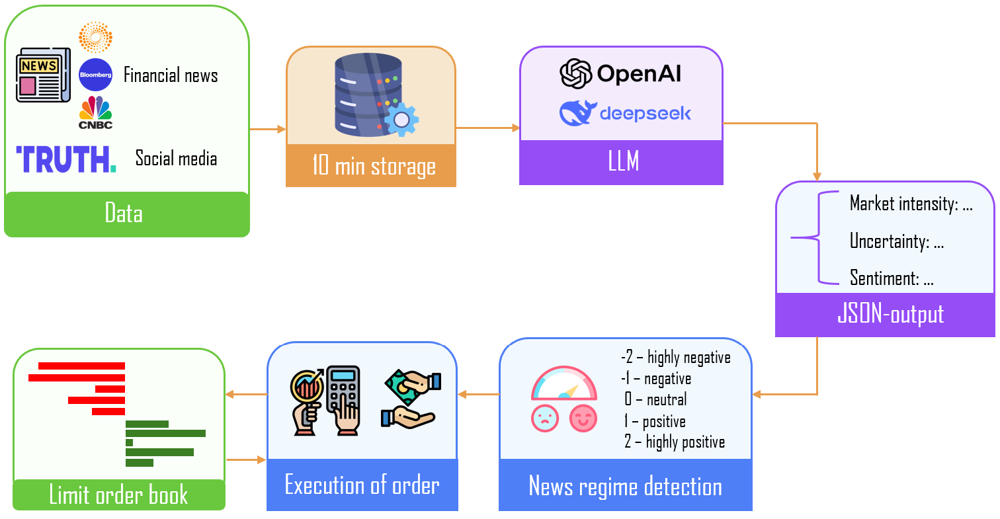 NEWS
Bloomberg
Financial news
CNBC
TRUTH.
Social media
Data
10 min storage
OpenAI
deepseek
LLM
Market intensity: ...
Uncertainty: ...
Sentiment: ...
JSON-output
-2 – highly negative
-1 – negative
0 – neutral
1 – positive
2 – highly positive
News regime detection
Execution of order
Limit order book